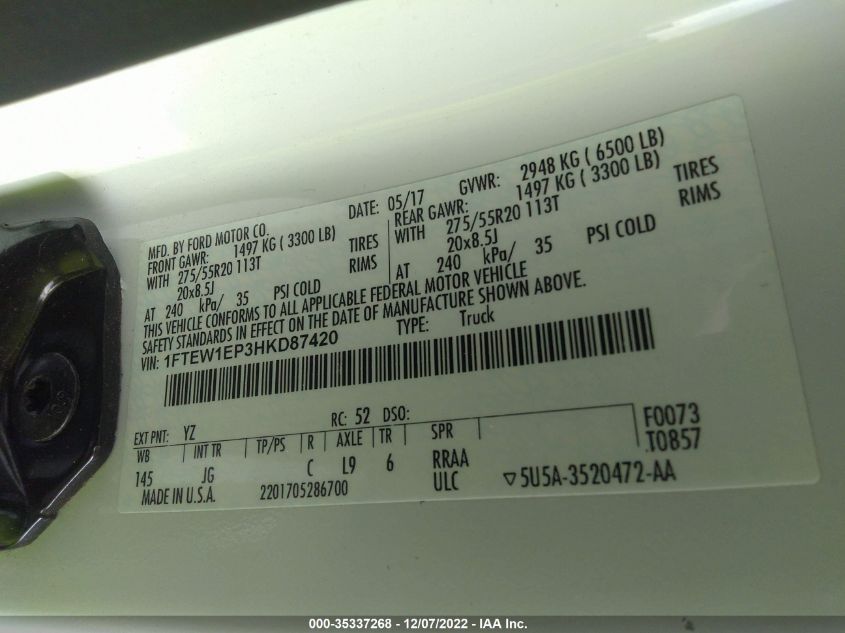 MFD. BY FORD MOTOR CO.
DATE: 05/17 GVWR: 2948 KG ( 6500 LB)
FRONT GAWR: 1497 KG ( 3300 LB)
WITH 275/55R20 113T TIRES
20x8.5J RIMS
AT 240 kPa/ 35 PSI COLD
REAR GAWR: 1497 KG ( 3300 LB)
WITH 275/55R20 113T TIRES
20x8.5J RIMS
AT 240 kPa/ 35 PSI COLD
THIS VEHICLE CONFORMS TO ALL APPLICABLE FEDERAL MOTOR VEHICLE
SAFETY STANDARDS IN EFFECT ON THE DATE OF MANUFACTURE SHOWN ABOVE.
VIN: 1FTEW1EP3HKD87420 TYPE: Truck
EXT PNT: YZ RC: 52 DSO: F0073
WB INT TR TP/PS R AXLE TR SPR T0857
145 JG C L9 6 RRAA
MADE IN U.S.A. 2201705286700 ULC ▽5U5A-3520472-AA
000-35337268 - 12/07/2022 - IAA Inc.